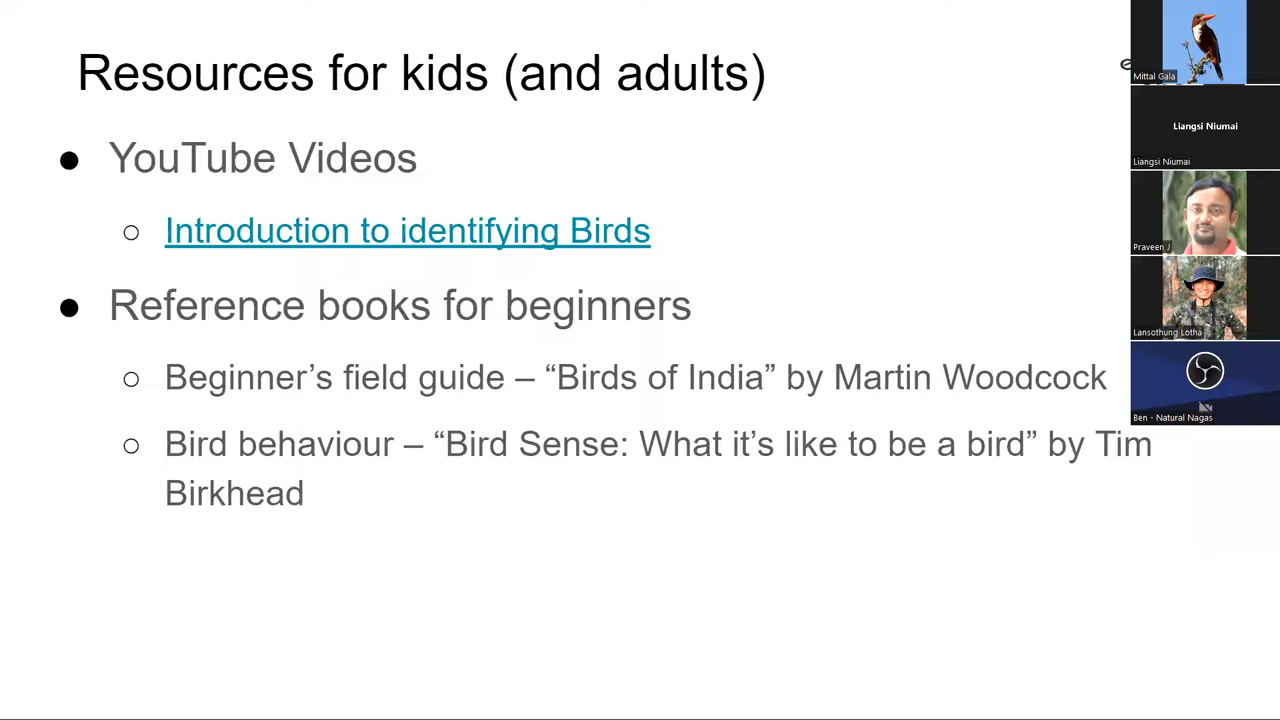 Resources for kids (and adults)
● YouTube Videos
○ Introduction to identifying Birds
● Reference books for beginners
○ Beginner’s field guide – “Birds of India” by Martin Woodcock
○ Bird behaviour – “Bird Sense: What it’s like to be a bird” by Tim
Birkhead
Mittal Gala
Liangsi Niumai
Liangsi Niumai
Praveen J
Lansothung Lotha
Ben - Natural Nagas